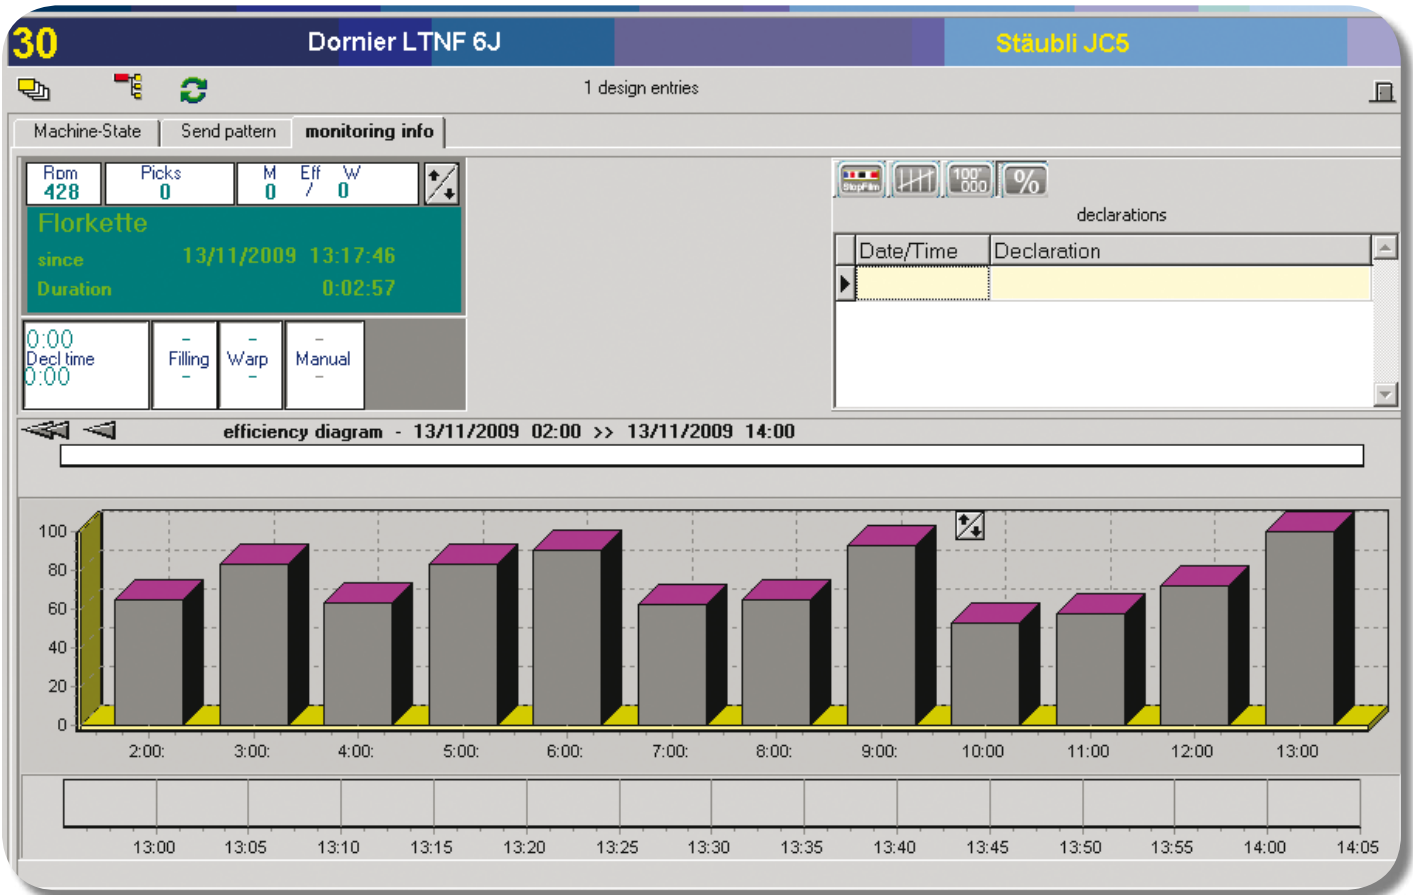 30
Dornier LTNF 6J
Stäubli JC5
1 design entries
Machine-State
Send pattern
monitoring info
Rpm Picks M Eff W
428 0 0 / 0
Florkette
since 13/11/2009 13:17:46
Duration 0:02:57
0:00 - - -
Decl time Filling Warp Manual
0:00 - - -
StopFilm
100' 000
%
declarations
Date/Time Declaration
efficiency diagram - 13/11/2009 02:00 >> 13/11/2009 14:00
100
80
60
40
20
0
2:00: 3:00: 4:00: 5:00: 6:00: 7:00: 8:00: 9:00: 10:00 11:00 12:00 13:00
13:00 13:05 13:10 13:15 13:20 13:25 13:30 13:35 13:40 13:45 13:50 13:55 14:00 14:05